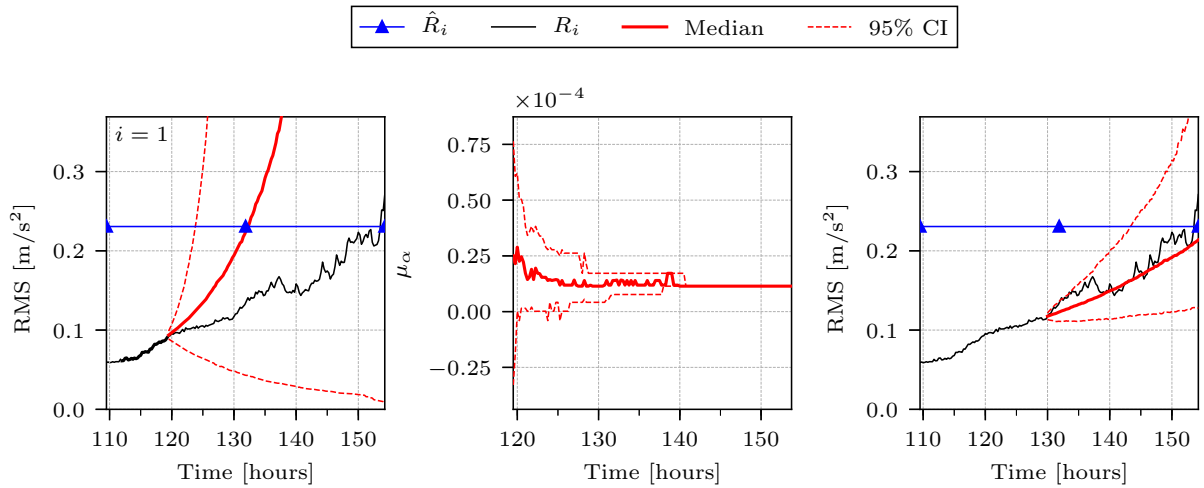 R̂ᵢ Rᵢ Median 95% CI
i = 1
RMS [m/s²]
0.3
0.2
0.1
0.0
110 120 130 140 150
Time [hours]
×10⁻⁴
μα
0.75
0.50
0.25
0.00
−0.25
120 130 140 150
Time [hours]
RMS [m/s²]
0.3
0.2
0.1
0.0
110 120 130 140 150
Time [hours]